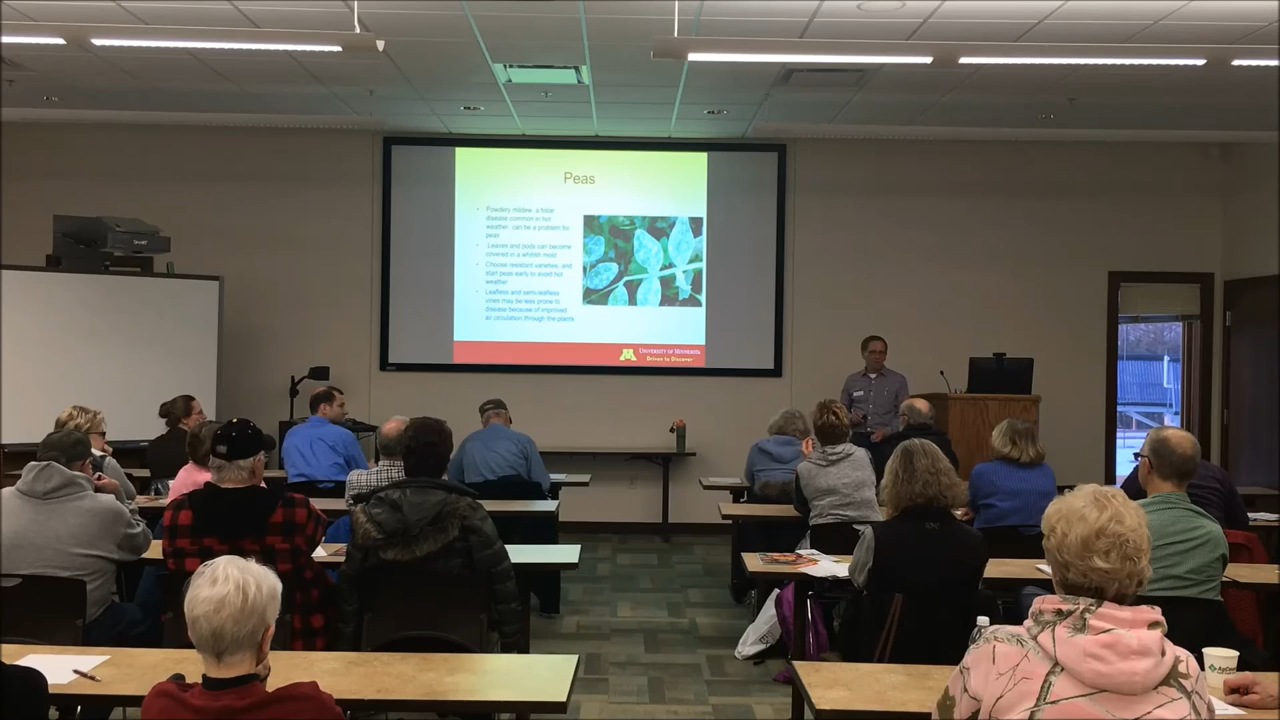 Peas
• Powdery mildew, a foliar
disease common in hot
weather, can be a problem for
peas
• Leaves and pods can become
covered in a whitish mold
• Choose resistant varieties, and
start peas early to avoid hot
weather
• Leafless and semi-leafless
vines may be less prone to
disease because of improved
air circulation through the plants
UNIVERSITY OF MINNESOTA
Driven to Discover